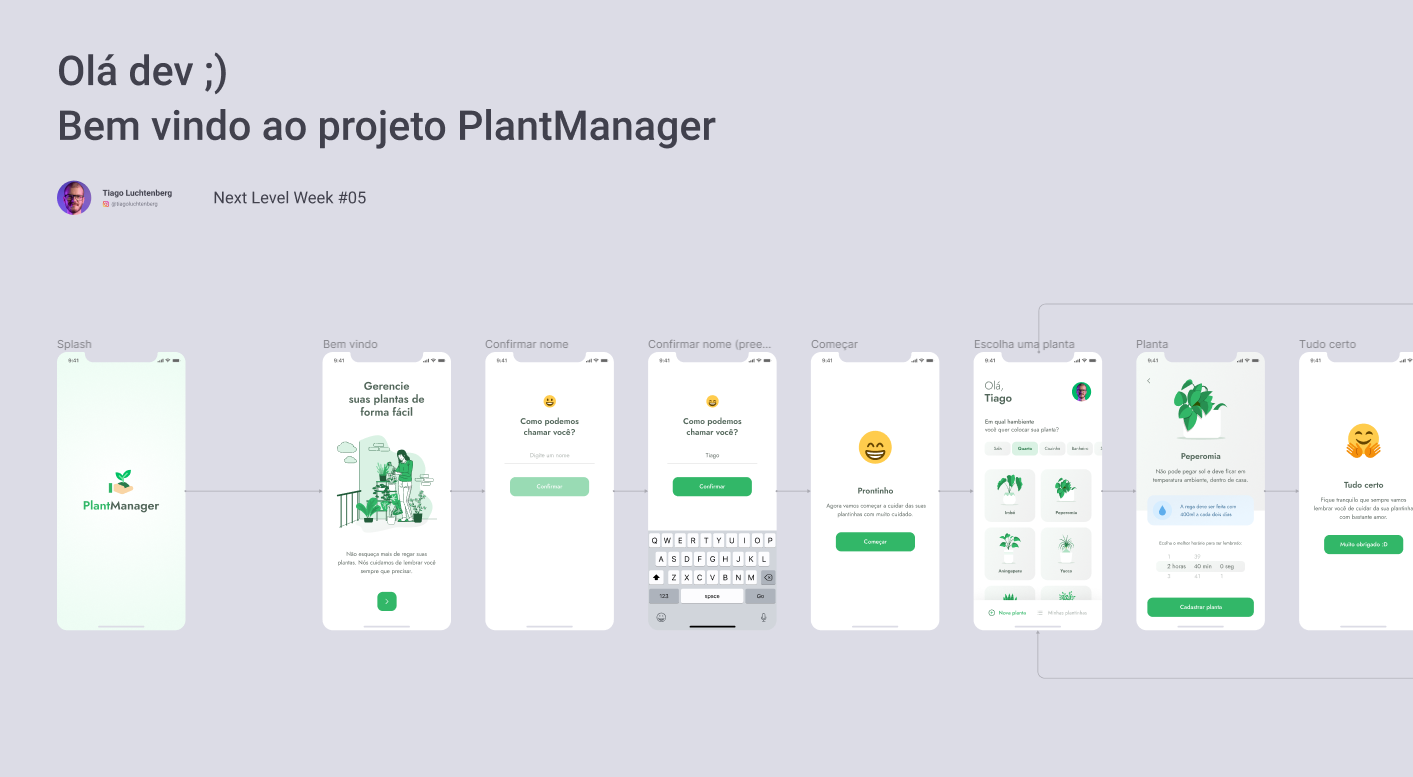 Olá dev ;)
Bem vindo ao projeto PlantManager
Tiago Luchtenberg
@tiagoluchtenberg
Next Level Week #05
Splash
9:41
PlantManager
Bem vindo
9:41
Gerencie
suas plantas de
forma fácil
Não esqueça mais de regar suas
plantas. Nós cuidamos de lembrar você
sempre que precisar.
Confirmar nome
9:41
Como podemos
chamar você?
Digite um nome
Confirmar
Confirmar nome (pree...
9:41
Como podemos
chamar você?
Tiago
Confirmar
Q W E R T Y U I O P
A S D F G H J K L
Z X C V B N M
123 space Go
Começar
9:41
Prontinho
Agora vamos começar a cuidar das suas
plantinhas com muito cuidado.
Começar
Escolha uma planta
9:41
Olá,
Tiago
Em qual hambiente
você quer colocar sua planta?
Sala Quarto Cozinha Banheiro
Imbé Peperomia
Aningapara Yucca
Nova planta Minhas plantinhas
Planta
9:41
Peperomia
Não pode pegar sol e deve ficar em
temperatura ambiente, dentro de casa.
A rega deve ser feita com
400ml a cada dois dias
Escolha o melhor horário para ser lembrado:
1 39
2 horas 40 min 0 seg
3 41 1
Cadastrar planta
Tudo certo
9:41
Tudo certo
Fique tranquilo que sempre vamos
lembrar você de cuidar da sua plantinha
com bastante amor.
Muito obrigado :D